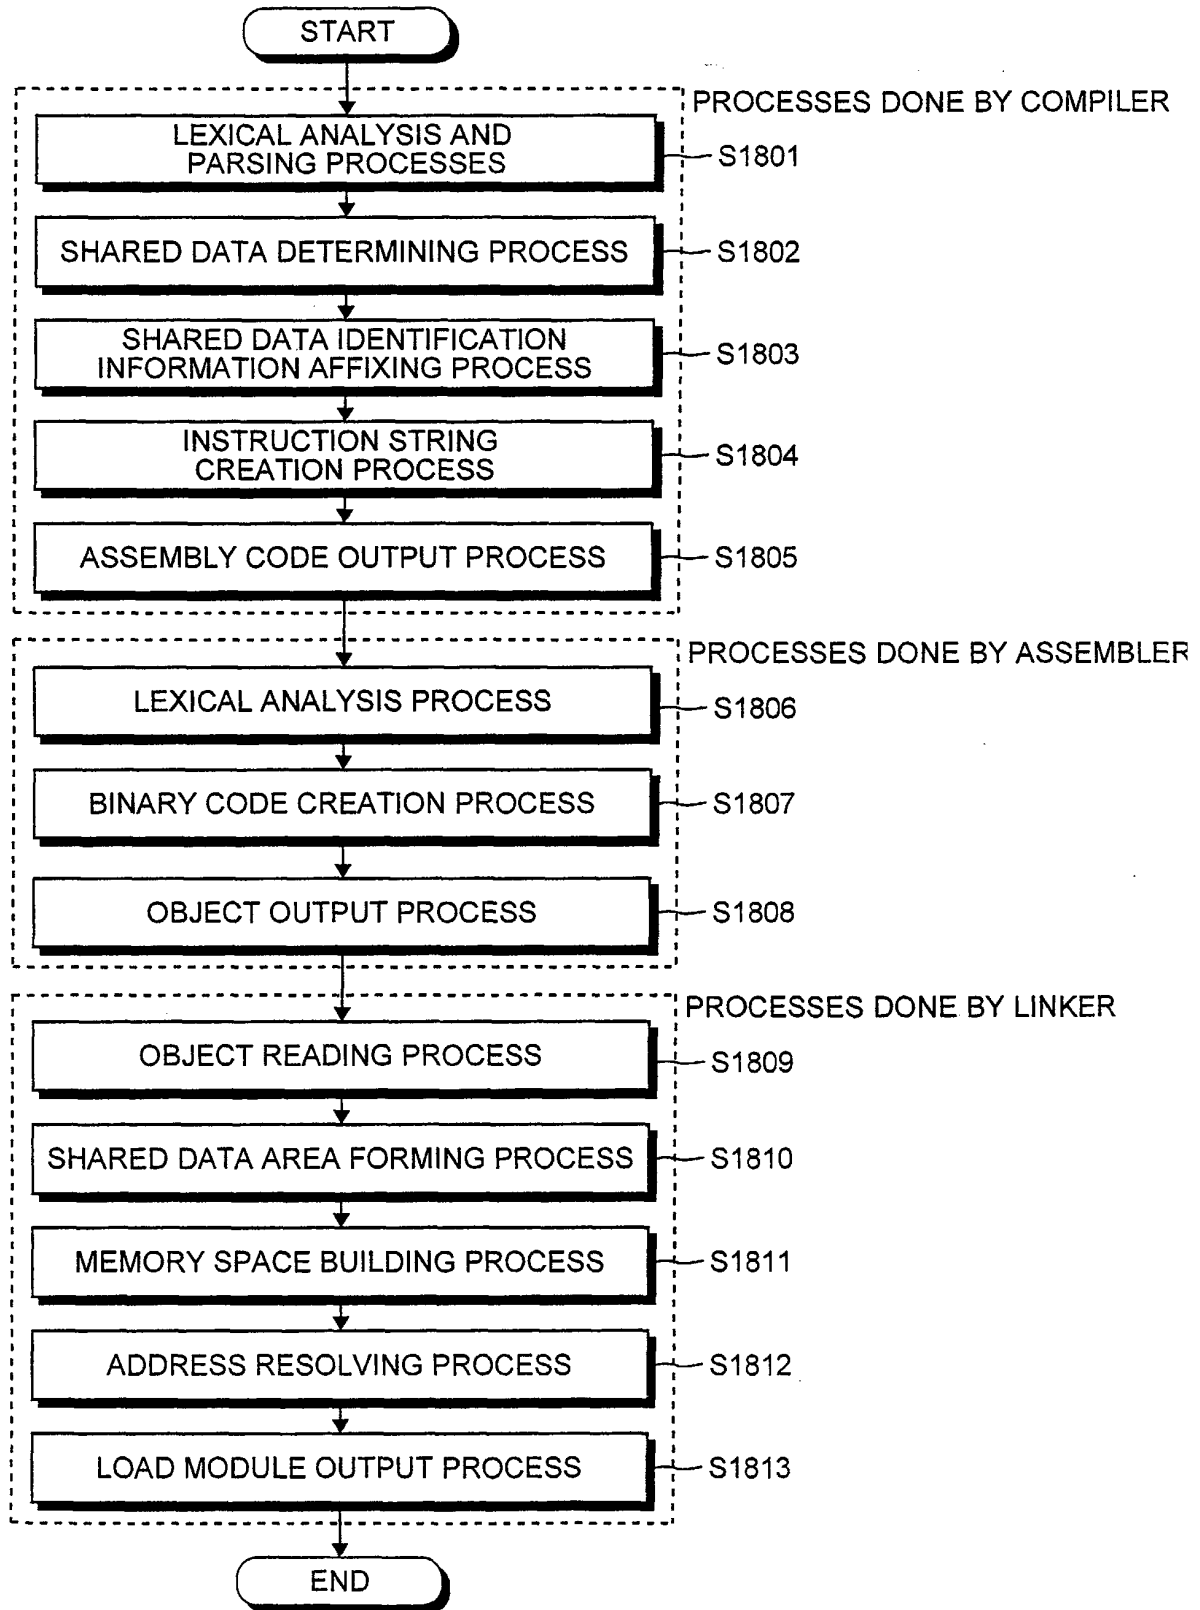 START
PROCESSES DONE BY COMPILER
LEXICAL ANALYSIS AND
PARSING PROCESSES
S1801
SHARED DATA DETERMINING PROCESS
S1802
SHARED DATA IDENTIFICATION
INFORMATION AFFIXING PROCESS
S1803
INSTRUCTION STRING
CREATION PROCESS
S1804
ASSEMBLY CODE OUTPUT PROCESS
S1805
PROCESSES DONE BY ASSEMBLER
LEXICAL ANALYSIS PROCESS
S1806
BINARY CODE CREATION PROCESS
S1807
OBJECT OUTPUT PROCESS
S1808
PROCESSES DONE BY LINKER
OBJECT READING PROCESS
S1809
SHARED DATA AREA FORMING PROCESS
S1810
MEMORY SPACE BUILDING PROCESS
S1811
ADDRESS RESOLVING PROCESS
S1812
LOAD MODULE OUTPUT PROCESS
S1813
END